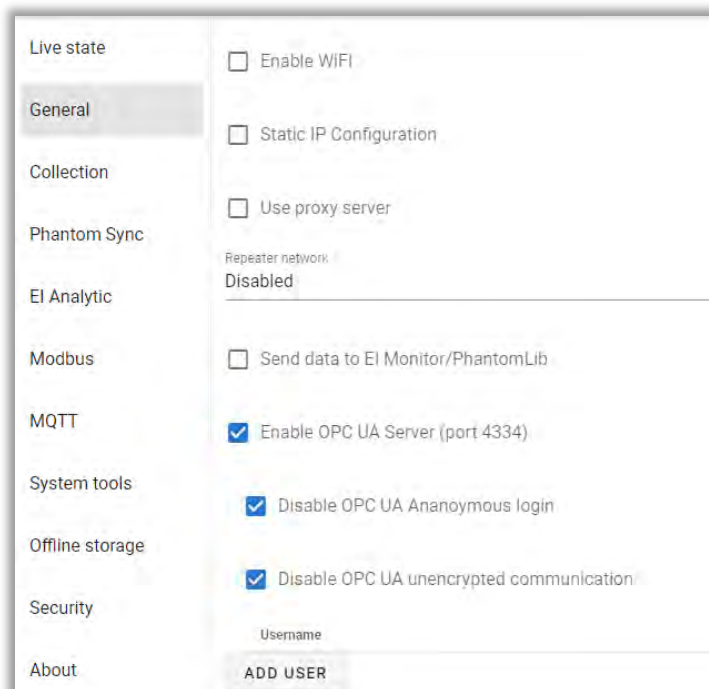 Live state
General
Collection
Phantom Sync
EI Analytic
Modbus
MQTT
System tools
Offline storage
Security
About
Enable WIFI
Static IP Configuration
Use proxy server
Repeater network
Disabled
Send data to EI Monitor/PhantomLib
Enable OPC UA Server (port 4334)
Disable OPC UA Ananoymous login
Disable OPC UA unencrypted communication
Username
ADD USER